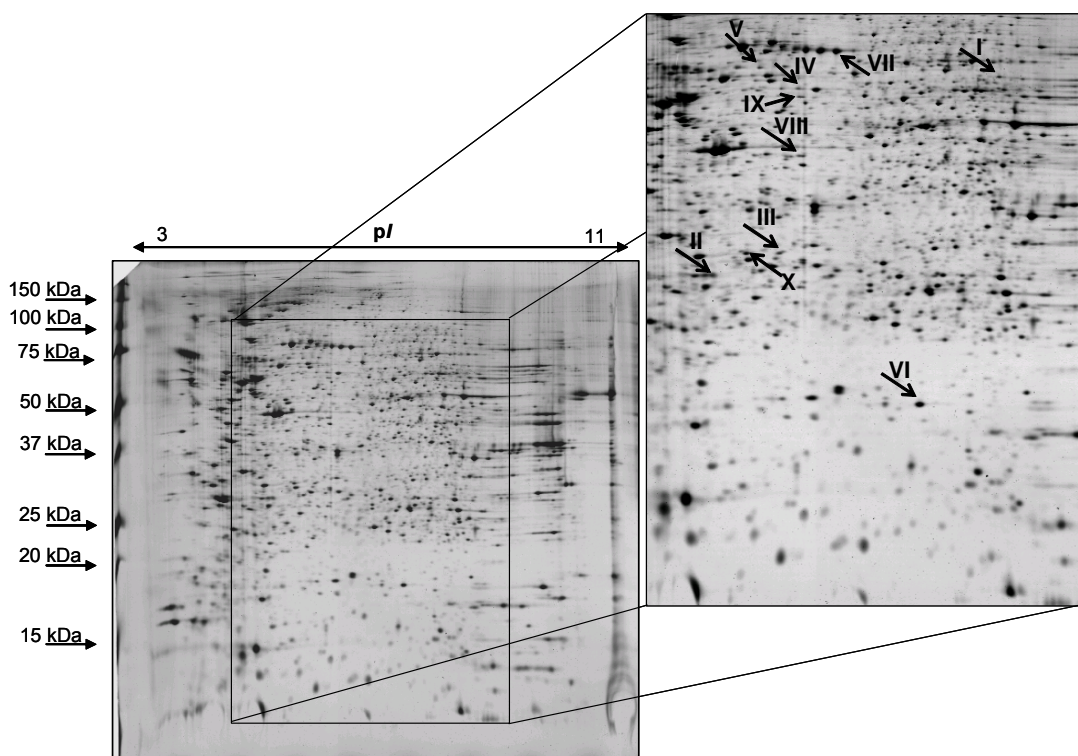 3 pI 11
150 kDa
100 kDa
75 kDa
50 kDa
37 kDa
25 kDa
20 kDa
15 kDa
V
I
IV
VII
IX
VIII
III
II
X
VI